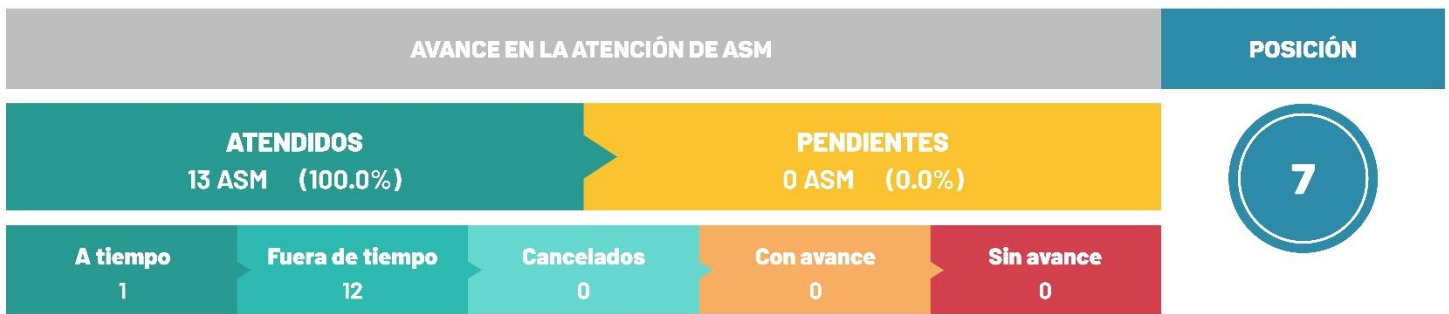 AVANCE EN LA ATENCIÓN DE ASM
POSICIÓN
ATENDIDOS
13 ASM (100.0%)
PENDIENTES
0 ASM (0.0%)
7
A tiempo
1
Fuera de tiempo
12
Cancelados
0
Con avance
0
Sin avance
0